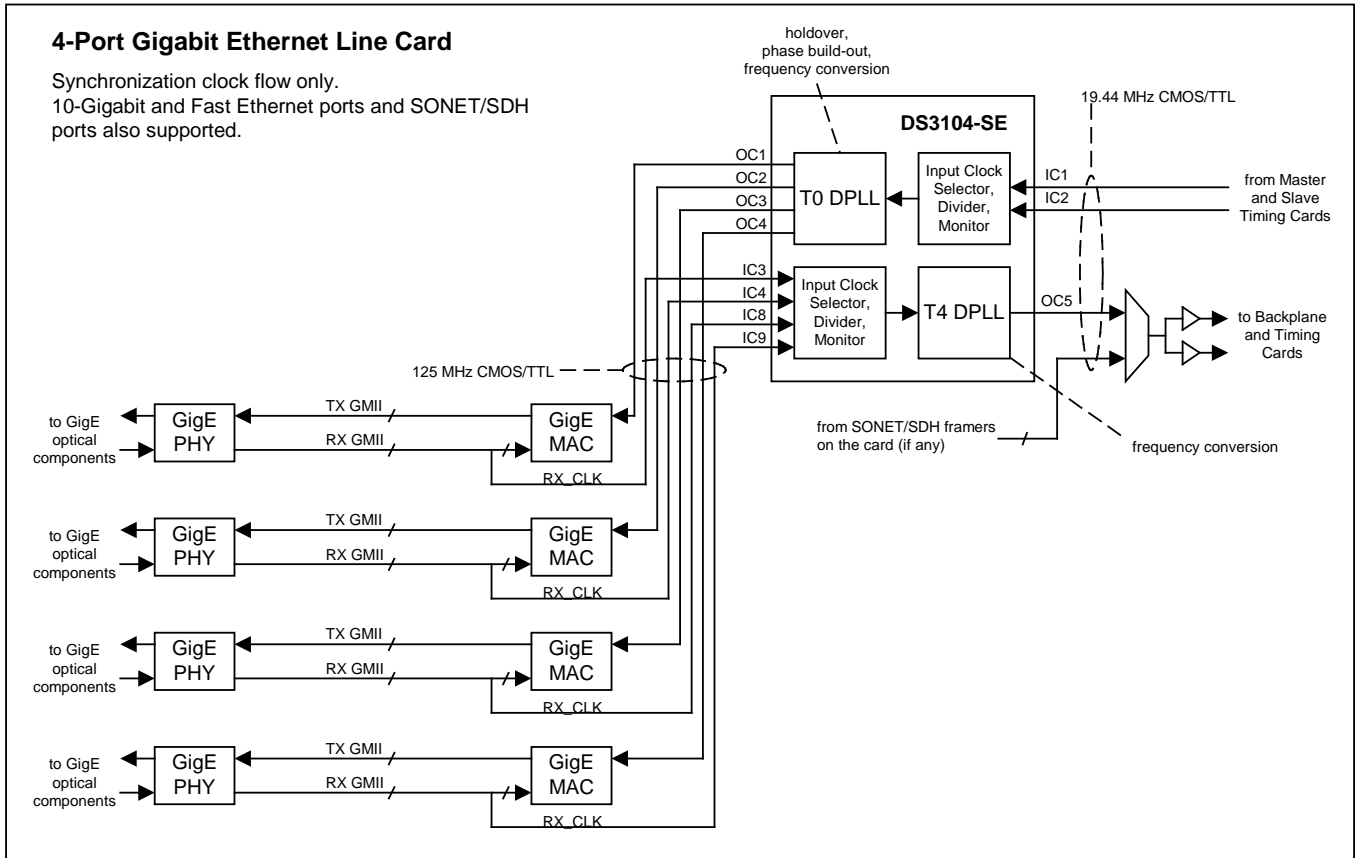 4-Port Gigabit Ethernet Line Card
Synchronization clock flow only.
10-Gigabit and Fast Ethernet ports and SONET/SDH
ports also supported.
holdover,
phase build-out,
frequency conversion
19.44 MHz CMOS/TTL
DS3104-SE
OC1
OC2
OC3
OC4
T0 DPLL
Input Clock
Selector,
Divider,
Monitor
IC1
IC2
from Master
and Slave
Timing Cards
IC3
IC4
IC8
IC9
Input Clock
Selector,
Divider,
Monitor
T4 DPLL
OC5
to Backplane
and Timing
Cards
125 MHz CMOS/TTL
from SONET/SDH framers
on the card (if any)
frequency conversion
to GigE
optical
components
GigE
PHY
TX GMII
RX GMII
GigE
MAC
RX_CLK
to GigE
optical
components
GigE
PHY
TX GMII
RX GMII
GigE
MAC
RX_CLK
to GigE
optical
components
GigE
PHY
TX GMII
RX GMII
GigE
MAC
RX_CLK
to GigE
optical
components
GigE
PHY
TX GMII
RX GMII
GigE
MAC
RX_CLK